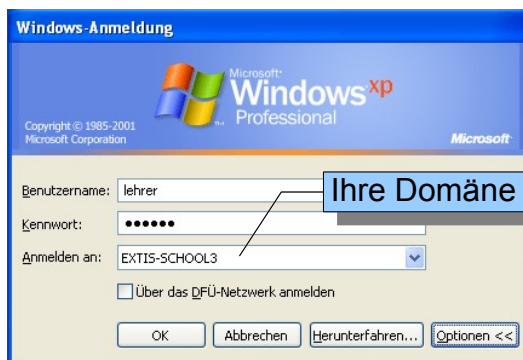 Windows-Anmeldung
Microsoft
Windows xp
Professional
Copyright © 1985-2001
Microsoft Corporation
Microsoft
Benutzername: lehrer
Ihre Domäne
Kennwort: ••••••
Anmelden an: EXTIS-SCHOOL3
Über das DFÜ-Netzwerk anmelden
OK Abbrechen Herunterfahren... Optionen <<